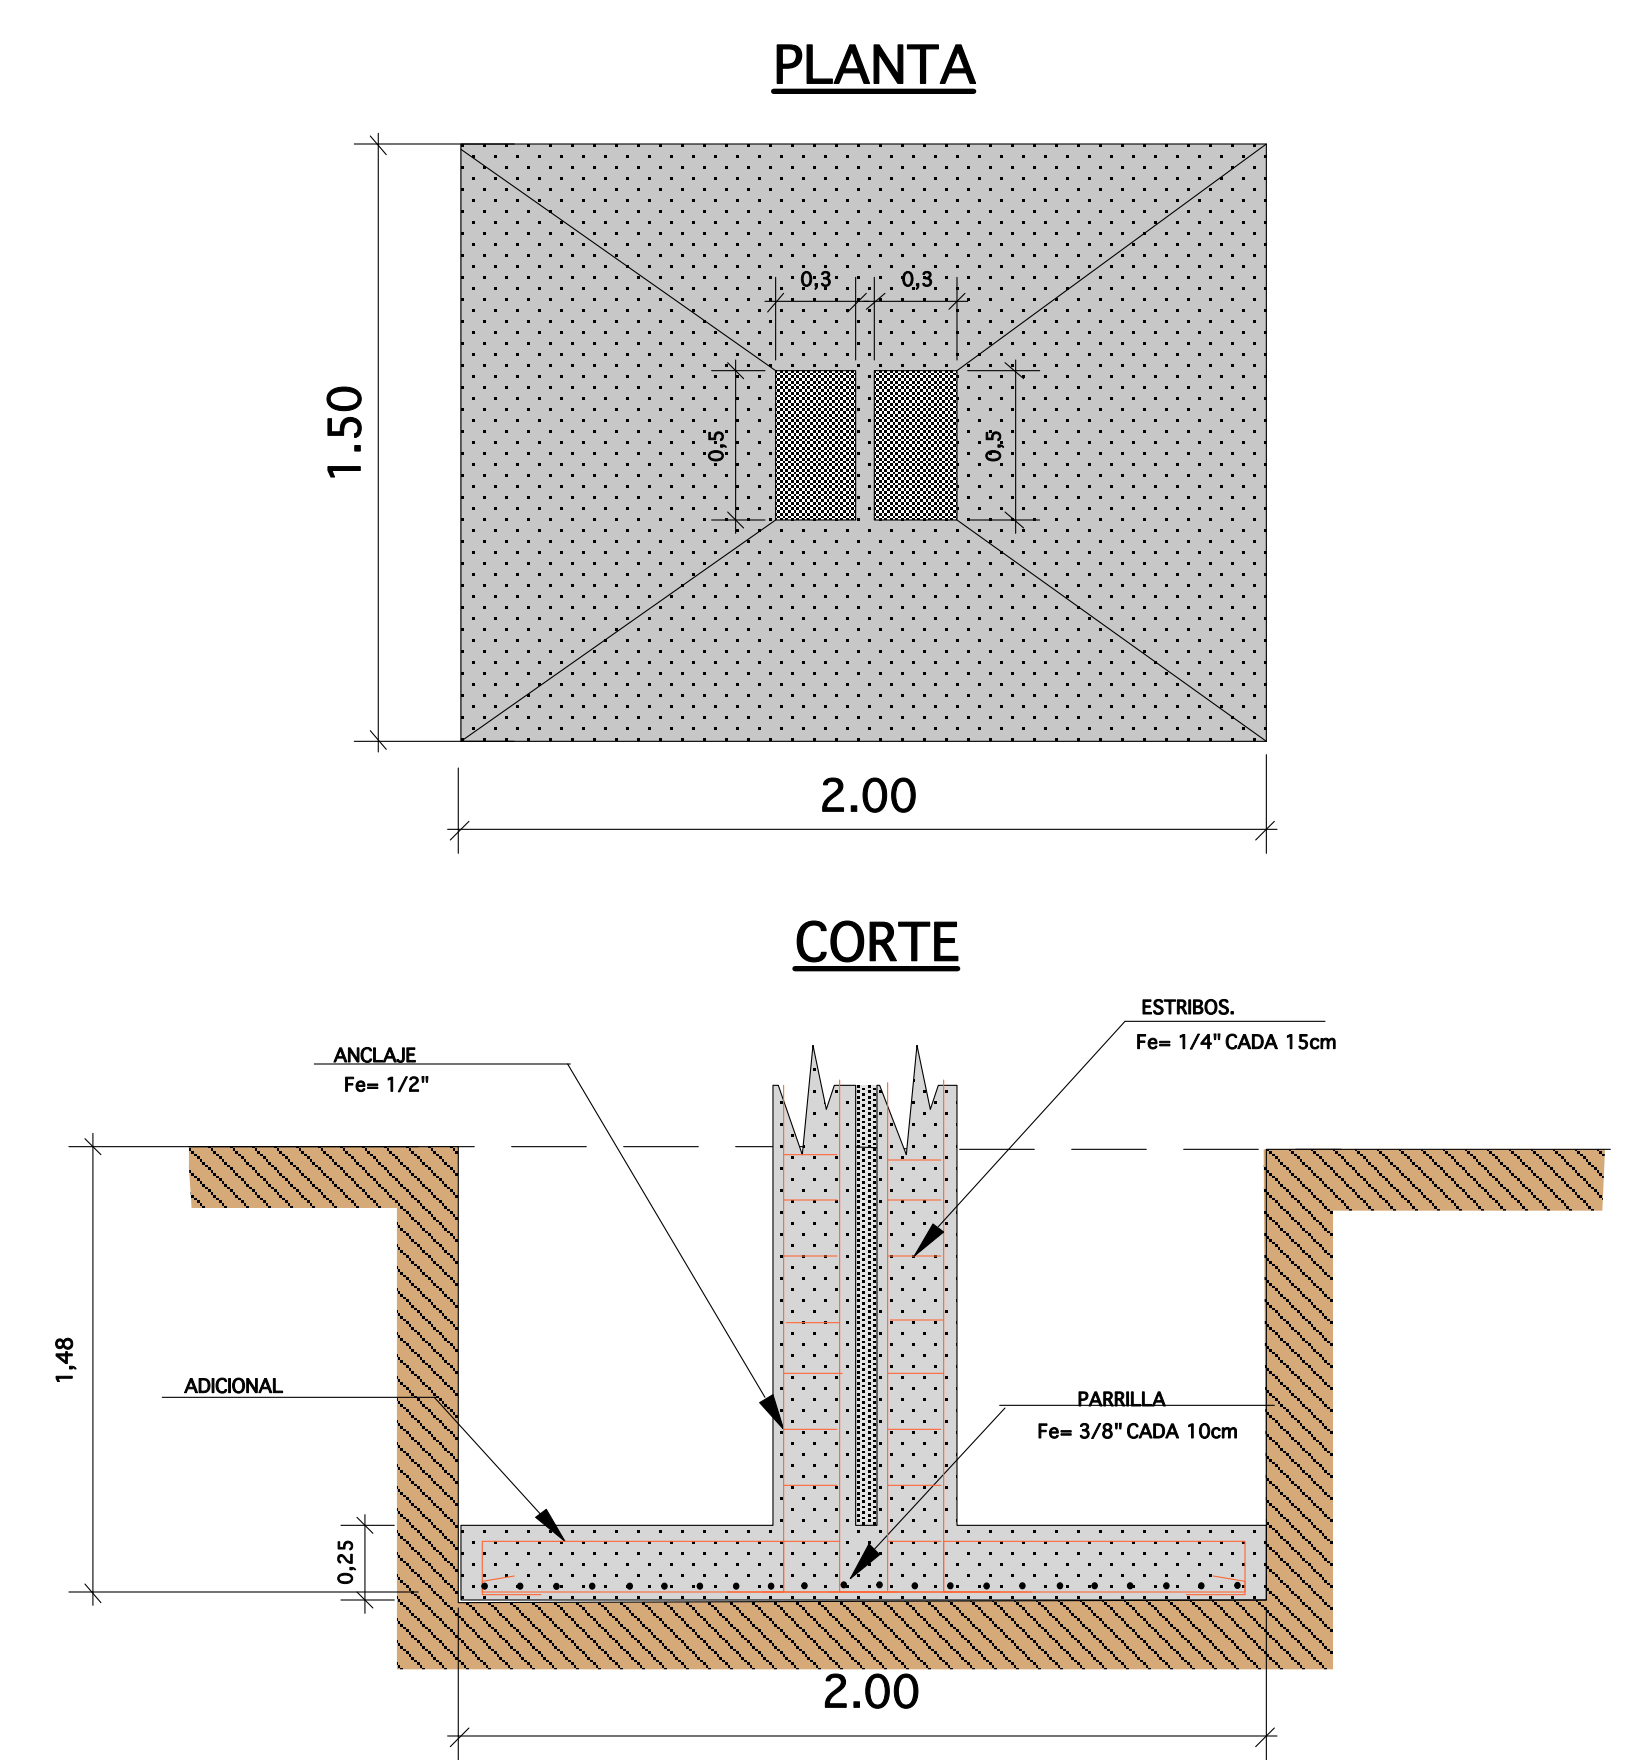 PLANTA
0,3
0,3
1.50
0,5
0,5
2.00
CORTE
ESTRIBOS.
Fe= 1/4" CADA 15cm
ANCLAJE
Fe= 1/2"
1,48
ADICIONAL
PARRILLA
Fe= 3/8" CADA 10cm
0,25
2.00